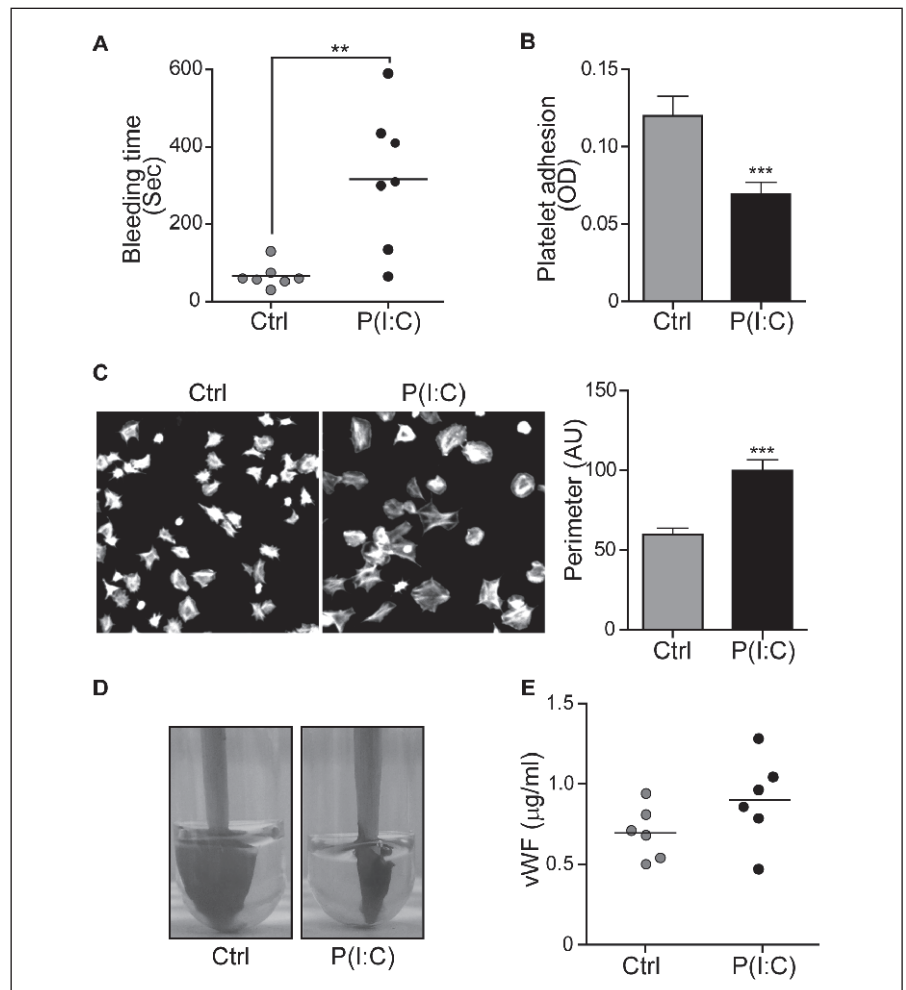 A
**
600
400
200
0
Bleeding time
(Sec)
Ctrl
P(I:C)
B
0.15
0.10
0.05
0
Platelet adhesion
(OD)
***
Ctrl
P(I:C)
C
Ctrl
P(I:C)
150
100
50
0
Perimeter (AU)
***
Ctrl
P(I:C)
D
Ctrl
P(I:C)
E
1.5
1.0
0.5
0
vWF (μg/ml)
Ctrl
P(I:C)